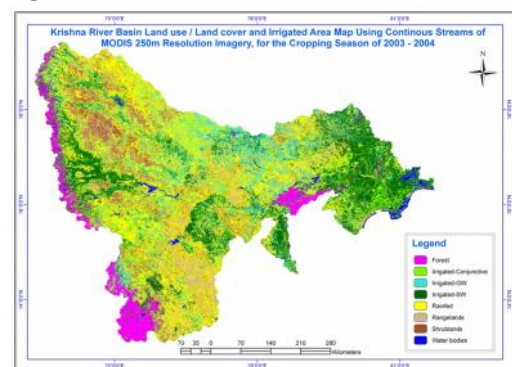 Krishna River Basin Land use / Land cover and Irrigated Area Map Using Continous Streams of
MODIS 250m Resolution Imagery, for the Cropping Season of 2003 - 2004
N
Legend
Forest
Irrigated-Conjunctive
Irrigated-GW
Irrigated-SW
Rainfed
Rangelands
Shrublands
Water bodies
70 35 0 70 140 210 280
Kilometers